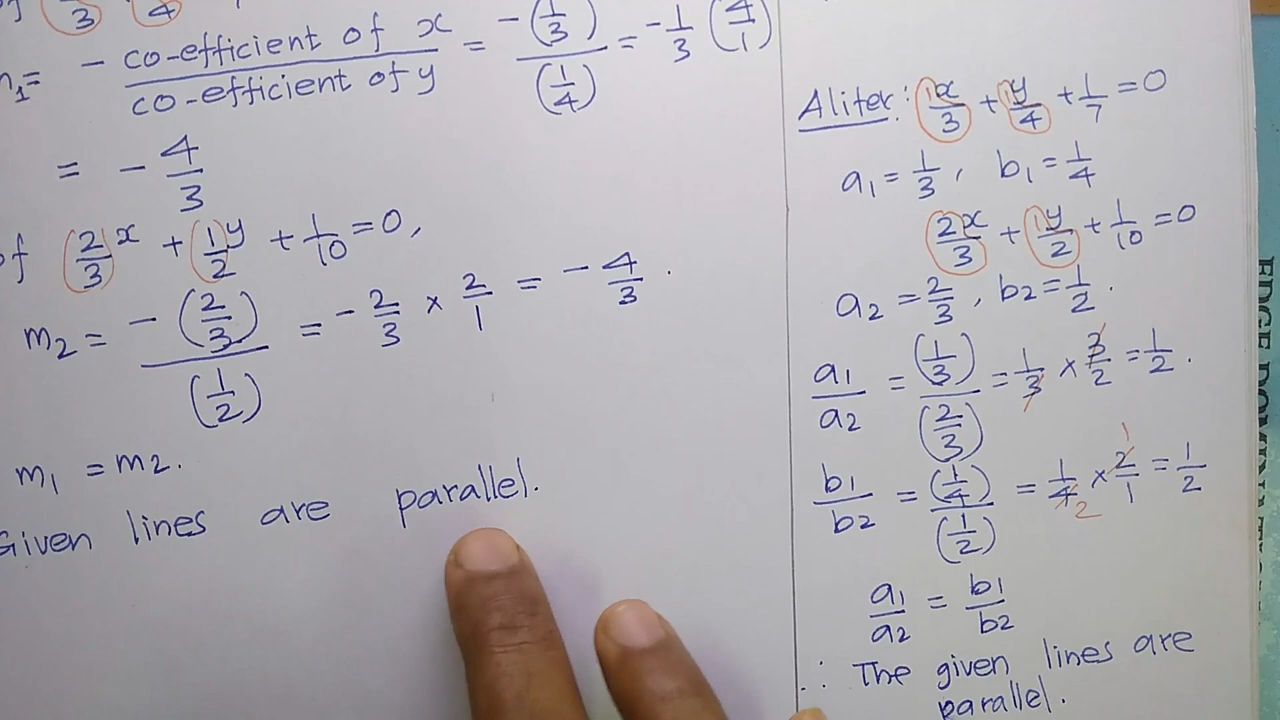 m₁ = - co-efficient of x / co-efficient of y = -(1/3) / (1/4) = -1/3 (4/1)
= - 4/3
of (2/3)x + (1/2)y + 1/10 = 0,
m₂ = -(2/3) / (1/2) = - 2/3 × 2/1 = - 4/3 .
m₁ = m₂.
Given lines are parallel.
Aliter: 1x/3 + 1y/4 + 1/7 = 0
a₁ = 1/3, b₁ = 1/4
2x/3 + 1y/2 + 1/10 = 0
a₂ = 2/3, b₂ = 1/2.
a₁/a₂ = (1/3) / (2/3) = 1/3 × 3/2 = 1/2.
b₁/b₂ = (1/4) / (1/2) = 1/4 × 2/1 = 1/2
a₁/a₂ = b₁/b₂
∴ The given lines are
parallel.